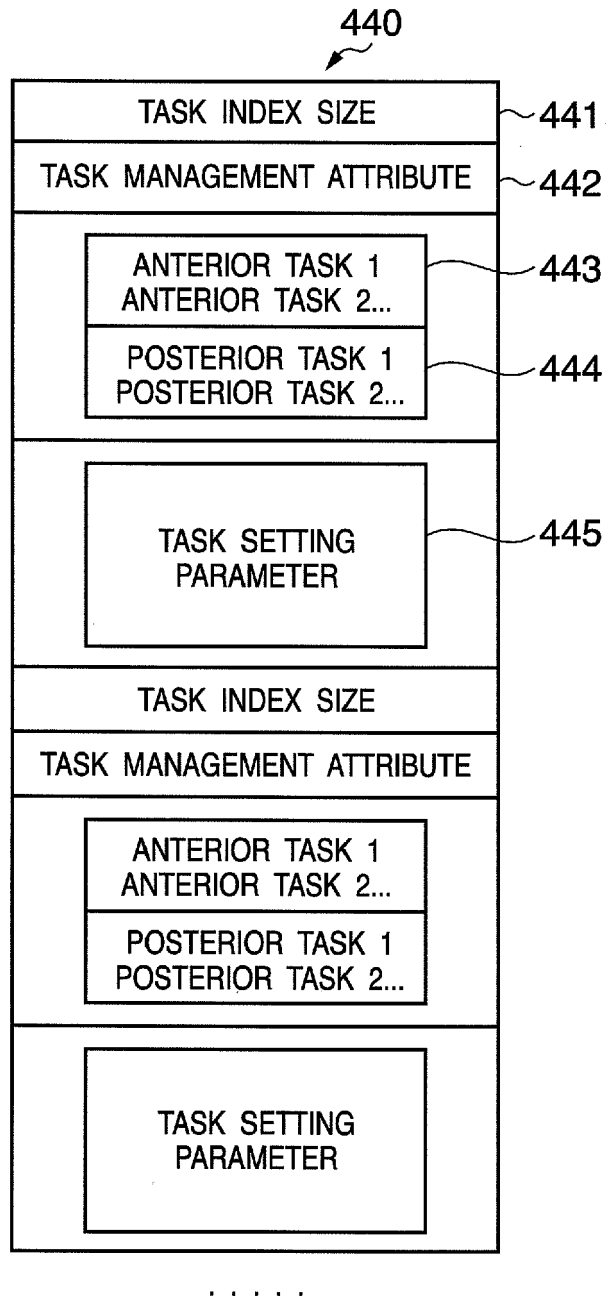 440
TASK INDEX SIZE
441
TASK MANAGEMENT ATTRIBUTE
442
ANTERIOR TASK 1
ANTERIOR TASK 2...
443
POSTERIOR TASK 1
POSTERIOR TASK 2...
444
TASK SETTING
PARAMETER
445
TASK INDEX SIZE
TASK MANAGEMENT ATTRIBUTE
ANTERIOR TASK 1
ANTERIOR TASK 2...
POSTERIOR TASK 1
POSTERIOR TASK 2...
TASK SETTING
PARAMETER
.....